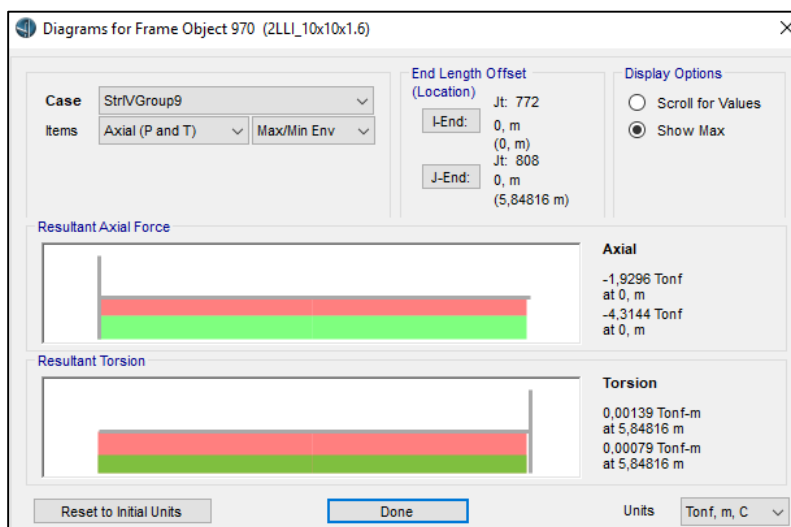 Diagrams for Frame Object 970 (2LLI_10x10x1.6)
Case StrIVGroup9
Items Axial (P and T) Max/Min Env
End Length Offset
(Location)
I-End:
Jt: 772
0, m
(0, m)
J-End:
Jt: 808
0, m
(5,84816 m)
Display Options
Scroll for Values
Show Max
Resultant Axial Force
Axial
-1,9296 Tonf
at 0, m
-4,3144 Tonf
at 0, m
Resultant Torsion
Torsion
0,00139 Tonf-m
at 5,84816 m
0,00079 Tonf-m
at 5,84816 m
Reset to Initial Units Done Units Tonf, m, C